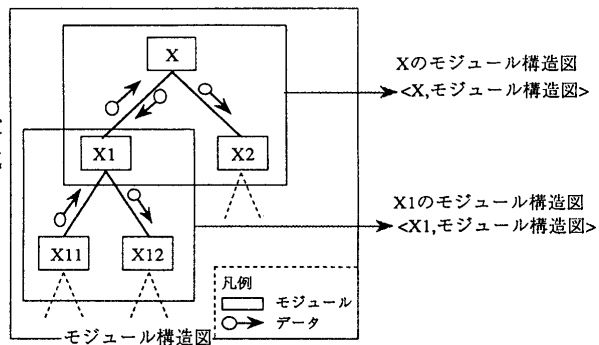 X
Xのモジュール構造図
<X,モジュール構造図>
X1
X2
X1のモジュール構造図
<X1,モジュール構造図>
X11
X12
凡例
モジュール
データ
モジュール構造図